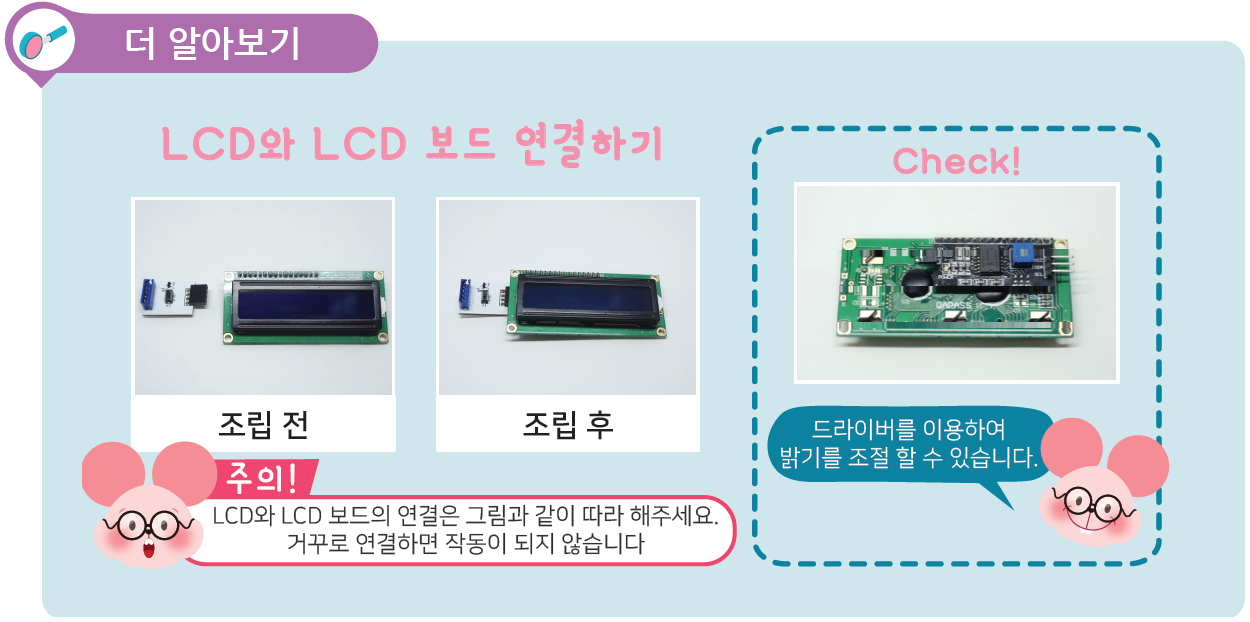 더 알아보기
LCD와 LCD 보드 연결하기
조립 전
조립 후
주의!
LCD와 LCD 보드의 연결은 그림과 같이 따라 해주세요.
거꾸로 연결하면 작동이 되지 않습니다
Check!
QAPASS
드라이버를 이용하여
밝기를 조절 할 수 있습니다.